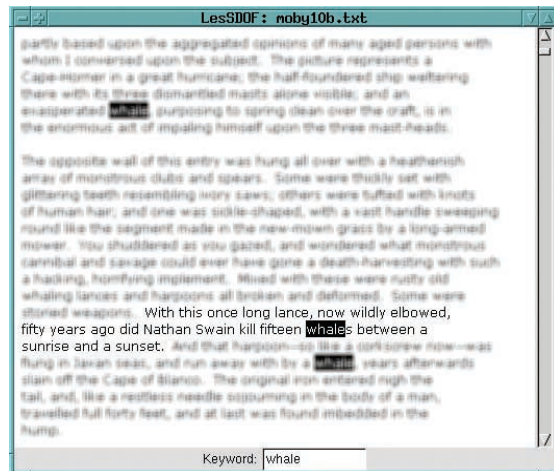 LesSDOF: moby10b.txt
partly based upon the aggregated opinions of many aged persons with
whom I conversed upon the subject. The picture represents a
Cape-Horner in a great hurricane; the half-foundered ship weltering
there with its three dismantled masts alone visible; and an
exasperated whale, purposing to spring clean over the craft, is in
the enormous act of impaling himself upon the three mast-heads.
The opposite wall of this entry was hung all over with a heathenish
array of monstrous clubs and spears. Some were thickly set with
glittering teeth resembling ivory saws; others were tufted with knots
of human hair; and one was sickle-shaped, with a vast handle sweeping
round like the segment made in the new-mown grass by a long-armed
mower. You shuddered as you gazed, and wondered what monstrous
cannibal and savage could ever have gone a death-harvesting with such
a hacking, horrifying implement. Mixed with these were rusty old
whaling lances and harpoons all broken and deformed. Some were
storied weapons. With this once long lance, now wildly elbowed,
fifty years ago did Nathan Swain kill fifteen whales between a
sunrise and a sunset. And that harpoon--so like a corkscrew now--was
flung in Javan seas, and run away with by a whale, years afterwards
slain off the Cape of Blanco. The original iron entered nigh the
tail, and, like a restless needle sojourning in the body of a man,
travelled full forty feet, and at last was found imbedded in the
hump.
Keyword: whale